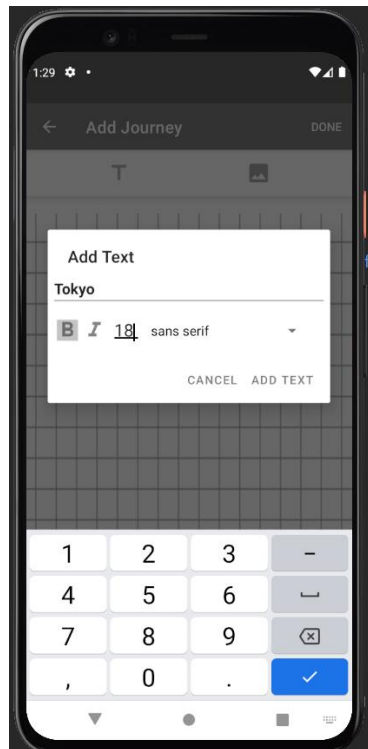 1:29
Add Journey DONE
T
Add Text
Tokyo
B I 18 sans serif
CANCEL ADD TEXT
1 2 3 -
4 5 6
7 8 9
, 0 .